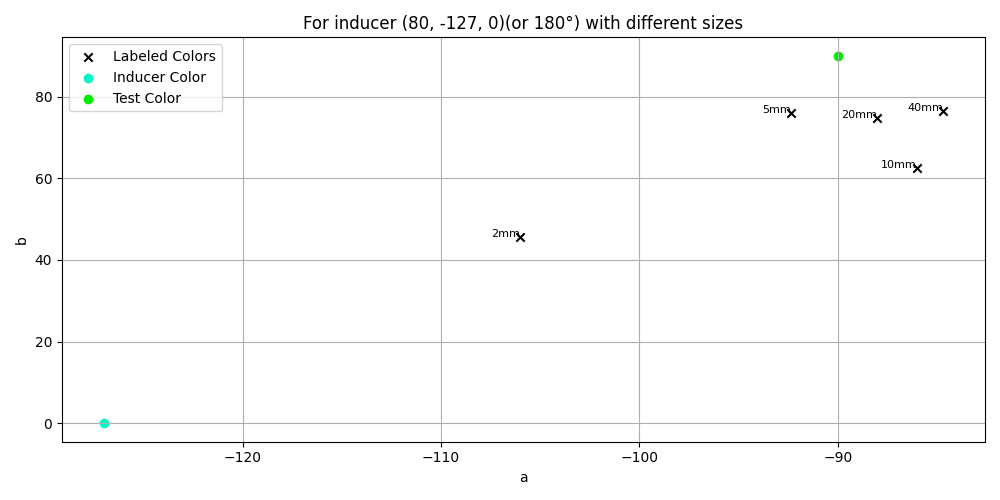 For inducer (80, -127, 0)(or 180°) with different sizes
Labeled Colors
Inducer Color
Test Color
80
60
40
20
0
b
5mm
20mm
40mm
10mm
2mm
−120
−110
−100
−90
a